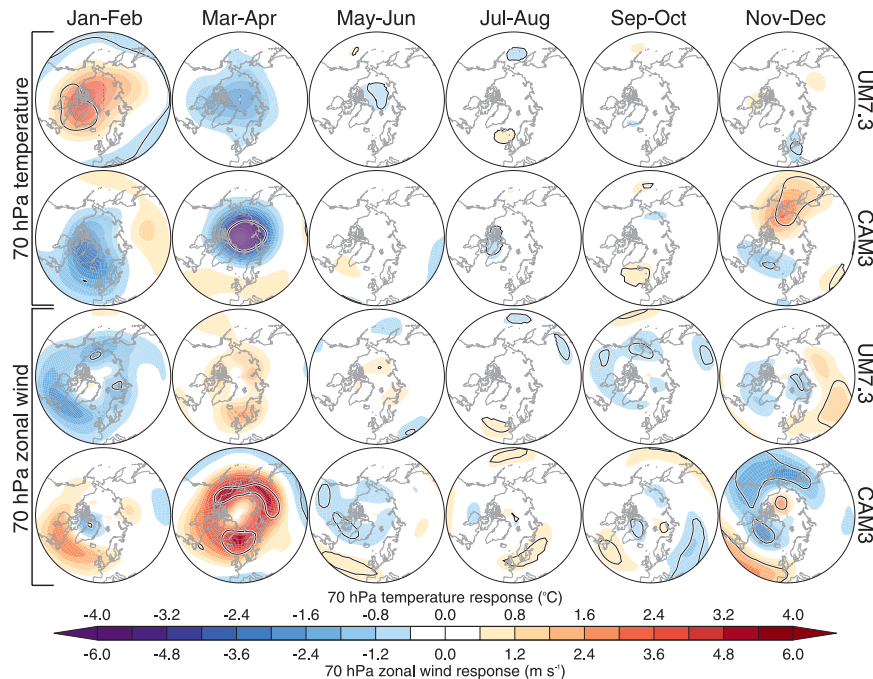 Jan-Feb Mar-Apr May-Jun Jul-Aug Sep-Oct Nov-Dec
70 hPa temperature
UM7.3
CAM3
70 hPa zonal wind
UM7.3
CAM3
70 hPa temperature response (°C)
-4.0 -3.2 -2.4 -1.6 -0.8 0.0 0.8 1.6 2.4 3.2 4.0
-6.0 -4.8 -3.6 -2.4 -1.2 0.0 1.2 2.4 3.6 4.8 6.0
70 hPa zonal wind response (m s⁻¹)